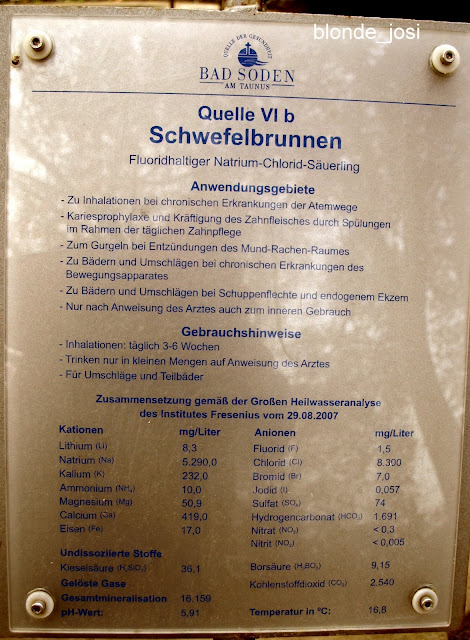 blonde_josi
QUELLE DER GESUNDHEIT
BAD SODEN
AM TAUNUS
Quelle VI b
Schwefelbrunnen
Fluoridhaltiger Natrium-Chlorid-Säuerling
Anwendungsgebiete
- Zu Inhalationen bei chronischen Erkrankungen der Atemwege
- Kariesprophylaxe und Kräftigung des Zahnfleisches durch Spülungen
im Rahmen der täglichen Zahnpflege
- Zum Gurgeln bei Entzündungen des Mund-Rachen-Raumes
- Zu Bädern und Umschlägen bei chronischen Erkrankungen des
Bewegungsapparates
- Zu Bädern und Umschlägen bei Schuppenflechte und endogenem Ekzem
- Nur nach Anweisung des Arztes auch zum inneren Gebrauch
Gebrauchshinweise
- Inhalationen: täglich 3-6 Wochen
- Trinken nur in kleinen Mengen auf Anweisung des Arztes
- Für Umschläge und Teilbäder
Zusammensetzung gemäß der Großen Heilwasseranalyse
des Institutes Fresenius vom 29.08.2007
Kationen mg/Liter Anionen mg/Liter
Lithium (Li) 8,3 Fluorid (F) 1,5
Natrium (Na) 5.290,0 Chlorid (Cl) 8.300
Kalium (K) 232,0 Bromid (Br) 7,0
Ammonium (NH₄) 10,0 Jodid (I) 0,057
Magnesium (Mg) 50,9 Sulfat (SO₄) 74
Calcium (Ca) 419,0 Hydrogencarbonat (HCO₃) 1.691
Eisen (Fe) 17,0 Nitrat (NO₃) < 0,3
Nitrit (NO₂) < 0,005
Undissoziierte Stoffe
Kieselsäure (H₂SiO₃) 36,1 Borsäure (H₃BO₃) 9,15
Gelöste Gase Kohlenstoffdioxid (CO₂) 2.540
Gesamtmineralisation 16.159
pH-Wert: 5,91 Temperatur in ºC: 16,8